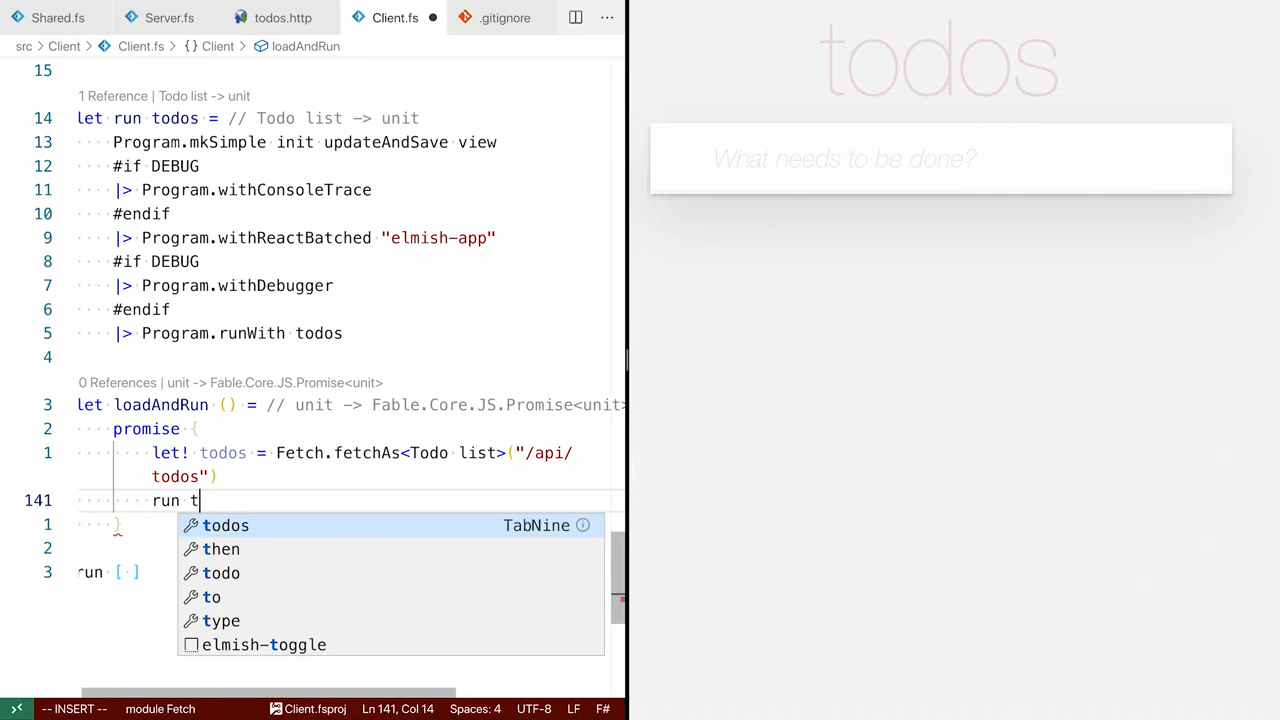 Shared.fs Server.fs todos.http Client.fs .gitignore
src > Client > Client.fs > {} Client > loadAndRun
15
1 Reference | Todo list -> unit
14 let run todos = // Todo list -> unit
13 Program.mkSimple init updateAndSave view
12 #if DEBUG
11 |> Program.withConsoleTrace
10 #endif
9 |> Program.withReactBatched "elmish-app"
8 #if DEBUG
7 |> Program.withDebugger
6 #endif
5 |> Program.runWith todos
4
0 References | unit -> Fable.Core.JS.Promise<unit>
3 let loadAndRun () = // unit -> Fable.Core.JS.Promise<unit>
2 promise {
1 let! todos = Fetch.fetchAs<Todo list>("/api/
todos")
141 run t
1 }
2
3 run [ ]
todos TabNine
then
todo
to
type
elmish-toggle
-- INSERT -- module Fetch Client.fsproj Ln 141, Col 14 Spaces: 4 UTF-8 LF F#
todos
What needs to be done?